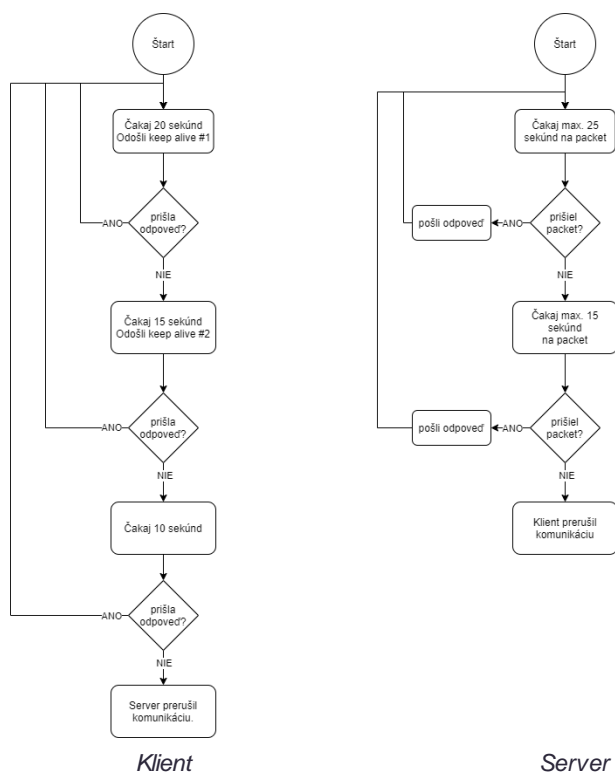 Štart
Čakaj 20 sekúnd
Odošli keep alive #1
prišla
odpoveď?
ANO
NIE
Čakaj 15 sekúnd
Odošli keep alive #2
prišla
odpoveď?
ANO
NIE
Čakaj 10 sekúnd
prišla
odpoveď?
ANO
NIE
Server prerušil
komunikáciu.
Klient
Štart
Čakaj max. 25
sekúnd na packet
prišiel
packet?
ANO
pošli odpoveď
NIE
Čakaj max. 15
sekúnd
na packet
prišiel
packet?
ANO
pošli odpoveď
NIE
Klient prerušil
komunikáciu
Server